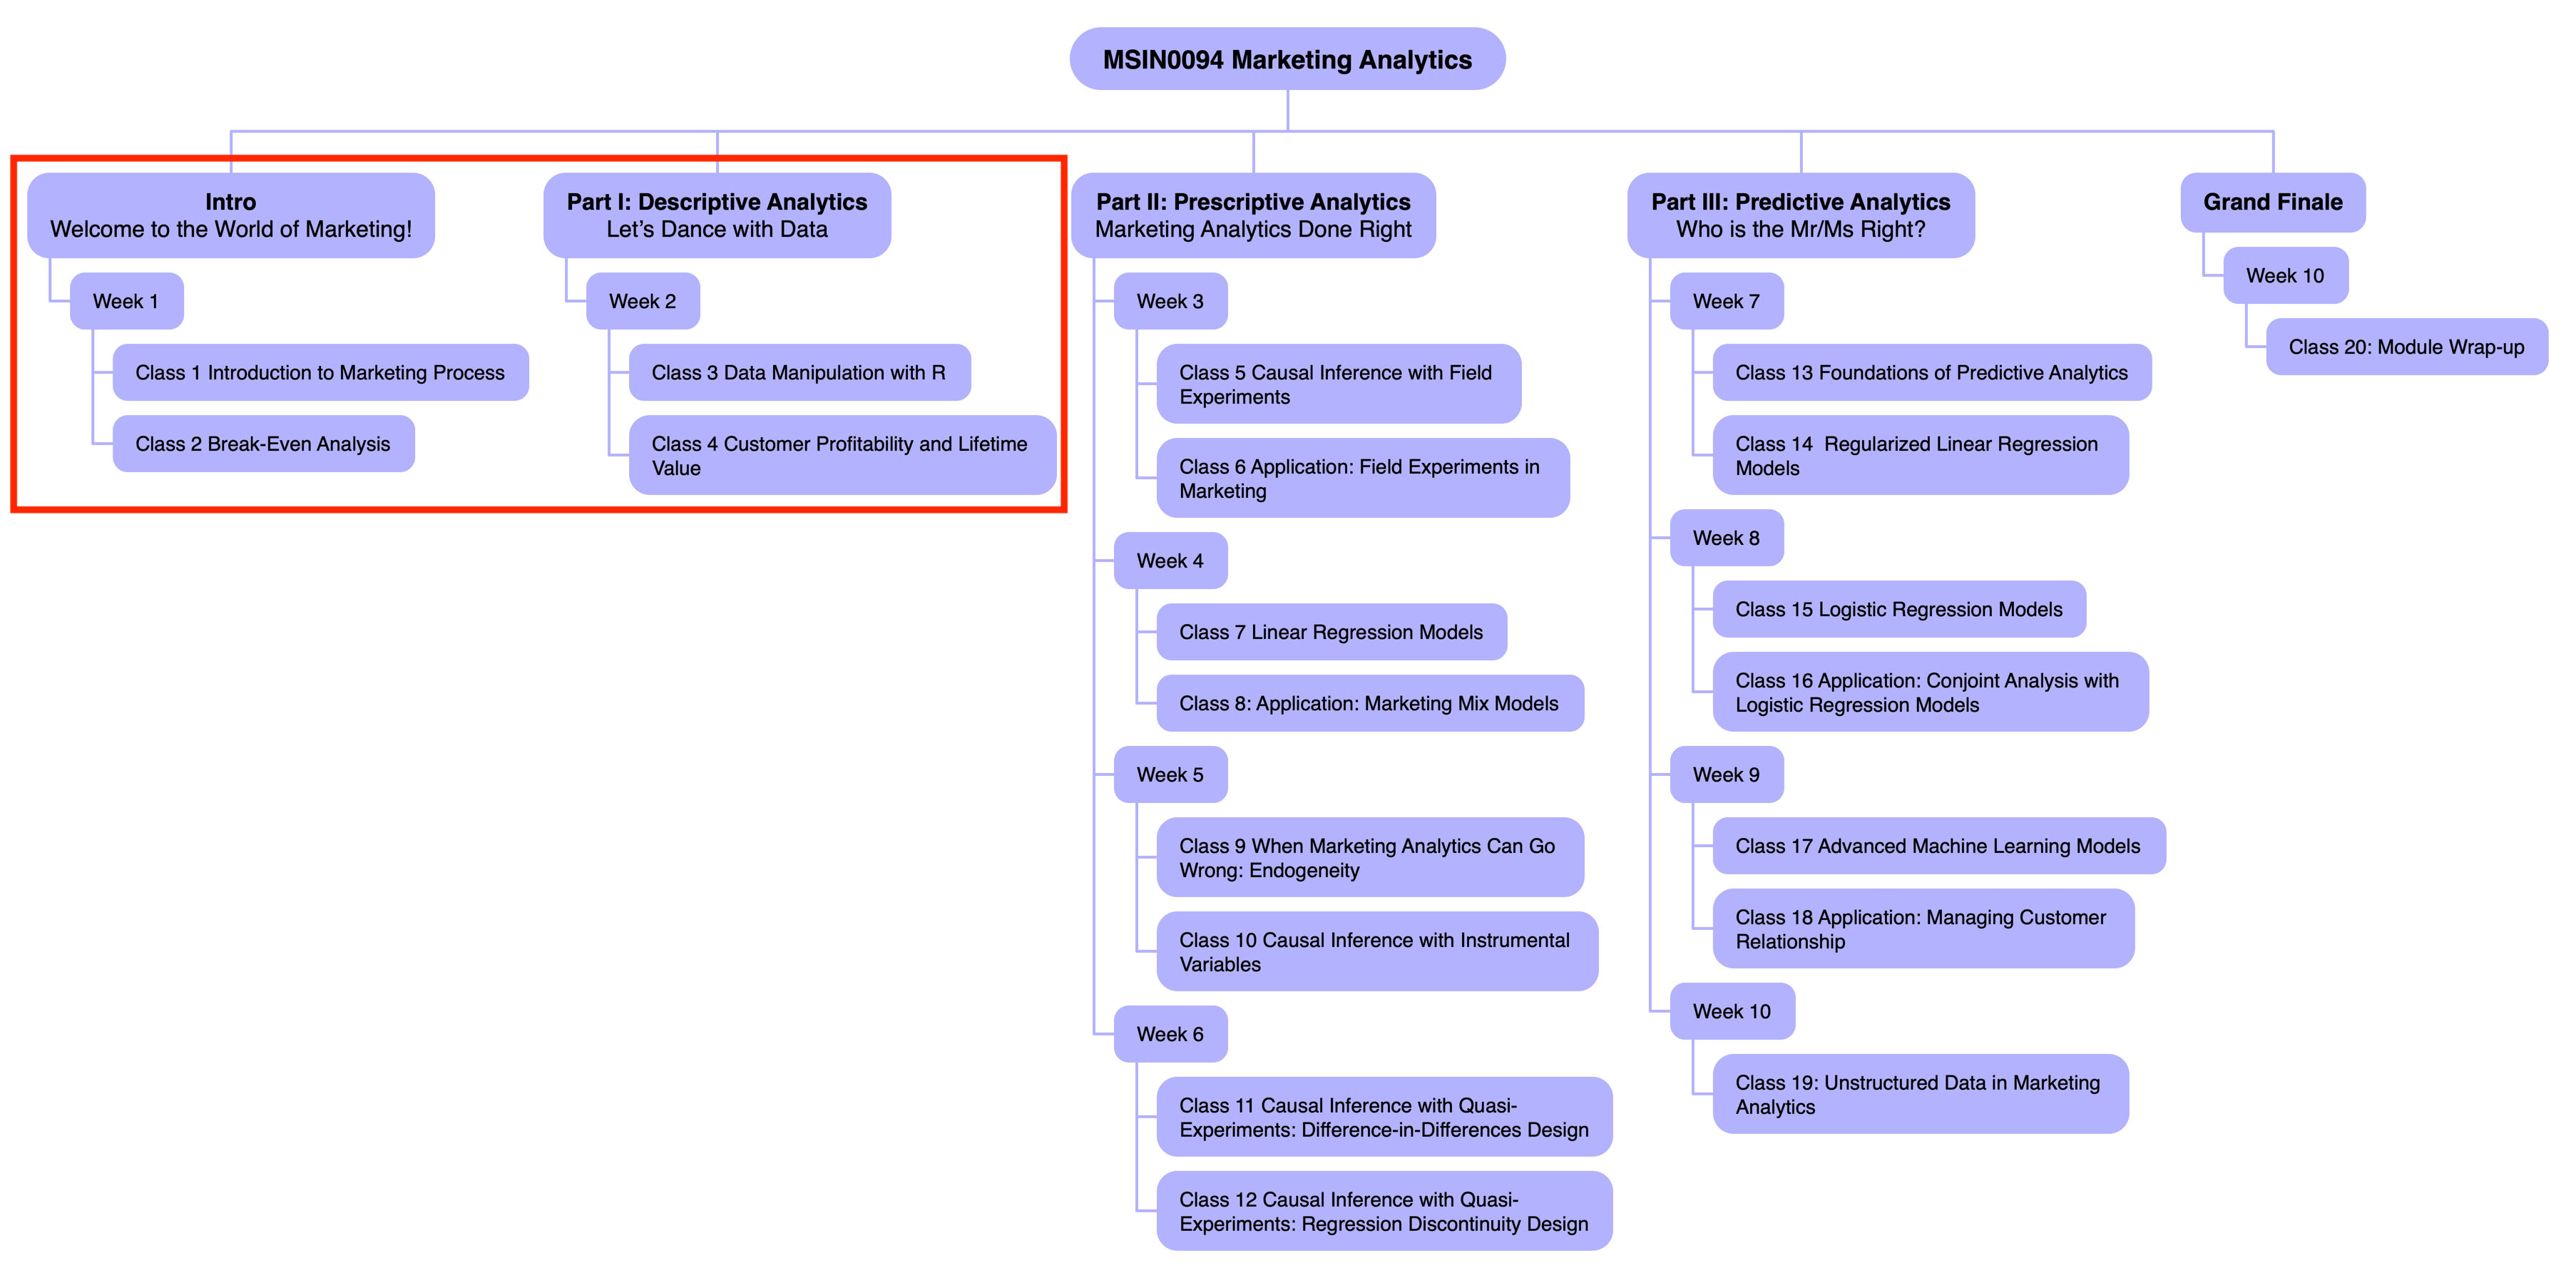 MSIN0094 Marketing Analytics
Intro
Welcome to the World of Marketing!
Week 1
Class 1 Introduction to Marketing Process
Class 2 Break-Even Analysis
Part I: Descriptive Analytics
Let’s Dance with Data
Week 2
Class 3 Data Manipulation with R
Class 4 Customer Profitability and Lifetime
Value
Part II: Prescriptive Analytics
Marketing Analytics Done Right
Week 3
Class 5 Causal Inference with Field
Experiments
Class 6 Application: Field Experiments in
Marketing
Week 4
Class 7 Linear Regression Models
Class 8: Application: Marketing Mix Models
Week 5
Class 9 When Marketing Analytics Can Go
Wrong: Endogeneity
Class 10 Causal Inference with Instrumental
Variables
Week 6
Class 11 Causal Inference with Quasi-
Experiments: Difference-in-Differences Design
Class 12 Causal Inference with Quasi-
Experiments: Regression Discontinuity Design
Part III: Predictive Analytics
Who is the Mr/Ms Right?
Week 7
Class 13 Foundations of Predictive Analytics
Class 14  Regularized Linear Regression
Models
Week 8
Class 15 Logistic Regression Models
Class 16 Application: Conjoint Analysis with
Logistic Regression Models
Week 9
Class 17 Advanced Machine Learning Models
Class 18 Application: Managing Customer
Relationship
Week 10
Class 19: Unstructured Data in Marketing
Analytics
Grand Finale
Week 10
Class 20: Module Wrap-up